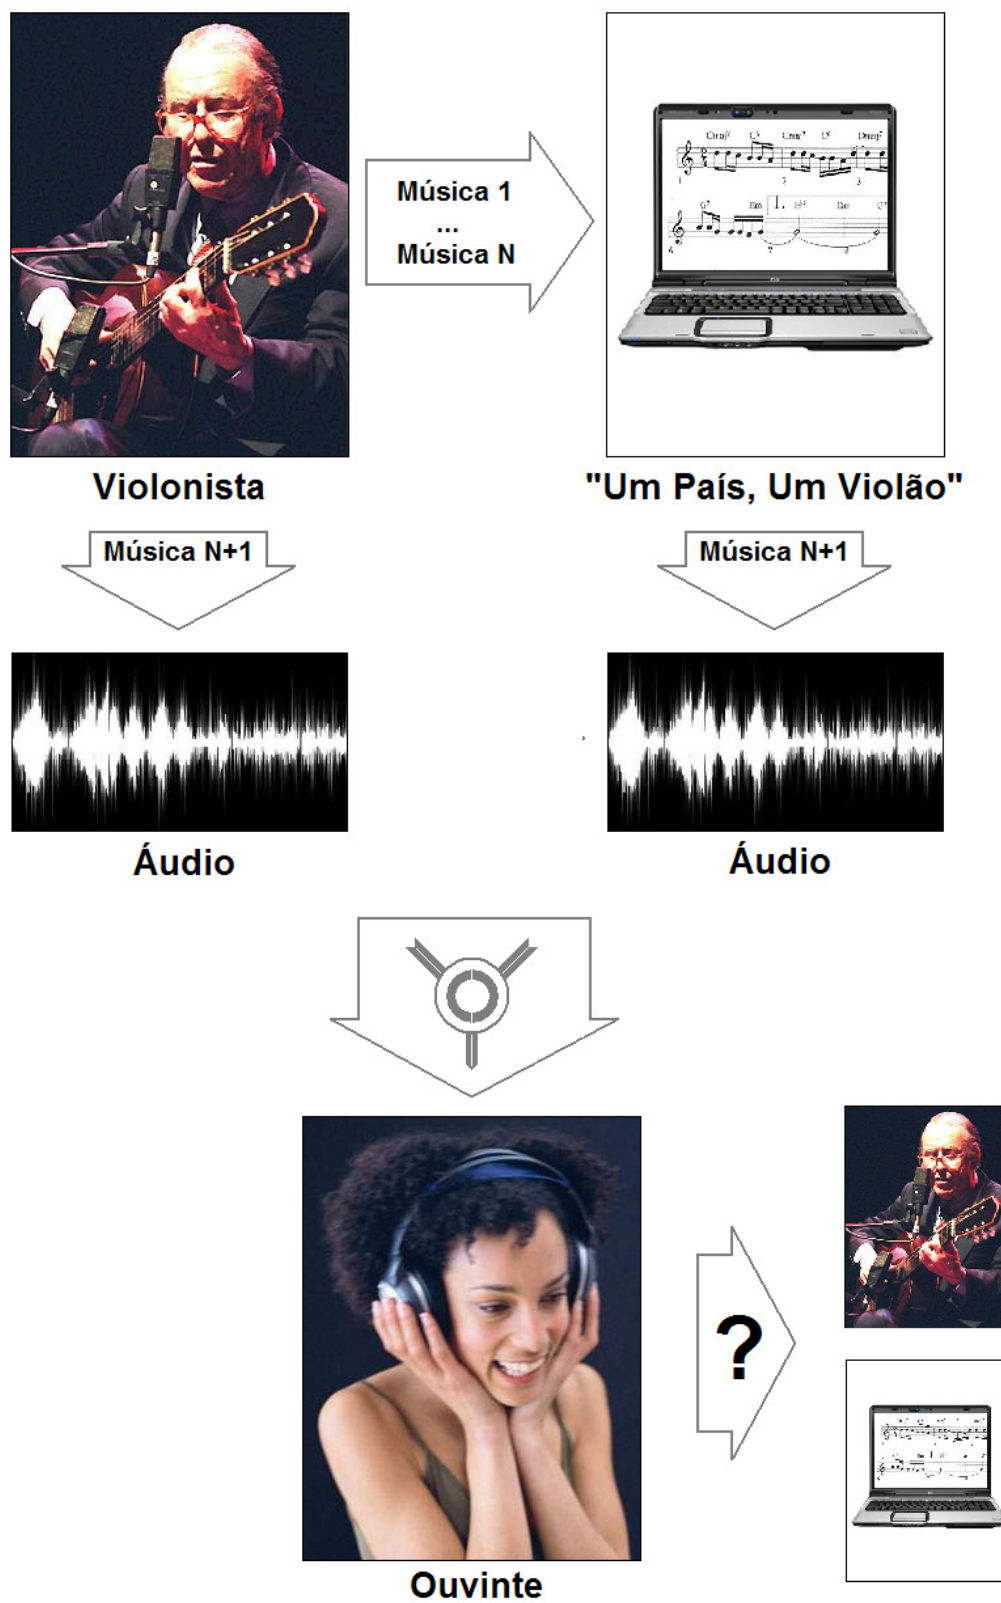 Música 1
...
Música N
Violonista
"Um País, Um Violão"
Música N+1
Música N+1
Áudio
Áudio
?
Ouvinte